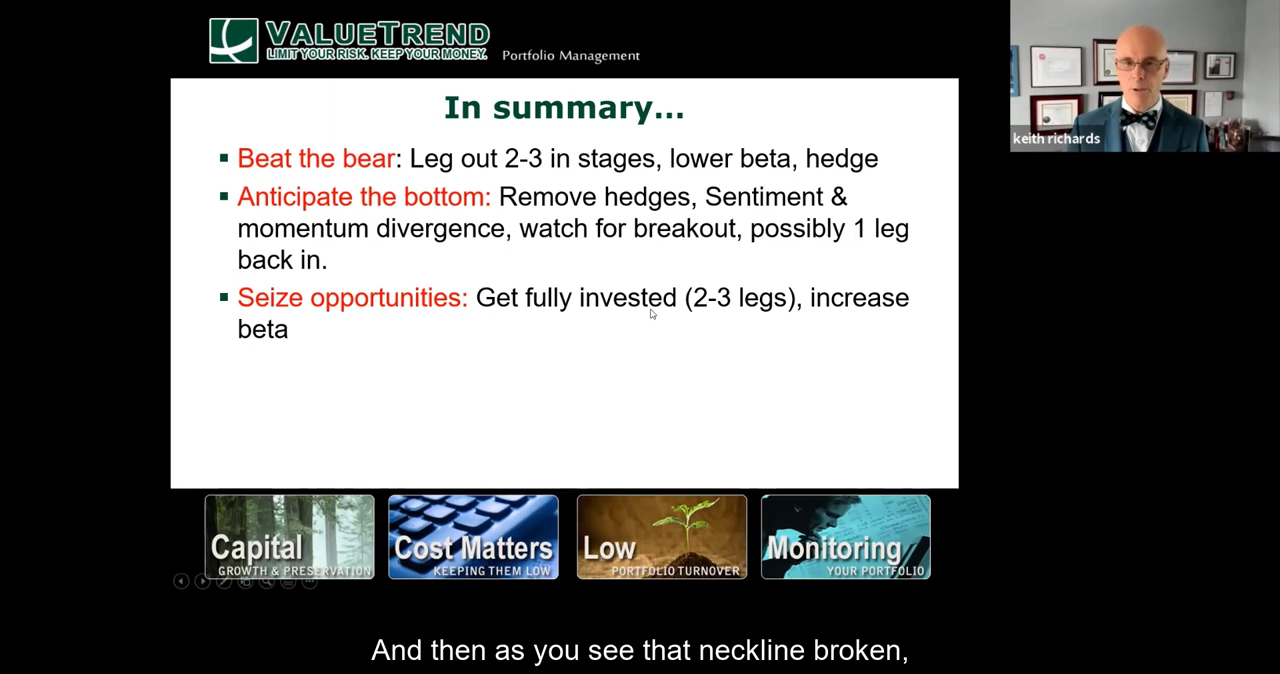 VALUETREND
LIMIT YOUR RISK. KEEP YOUR MONEY.
Portfolio Management
keith richards
In summary...
Beat the bear: Leg out 2-3 in stages, lower beta, hedge
Anticipate the bottom: Remove hedges, Sentiment &
momentum divergence, watch for breakout, possibly 1 leg
back in.
Seize opportunities: Get fully invested (2-3 legs), increase
beta
Capital
GROWTH & PRESERVATION
Cost Matters
KEEPING THEM LOW
Low
PORTFOLIO TURNOVER
Monitoring
YOUR PORTFOLIO
And then as you see that neckline broken,